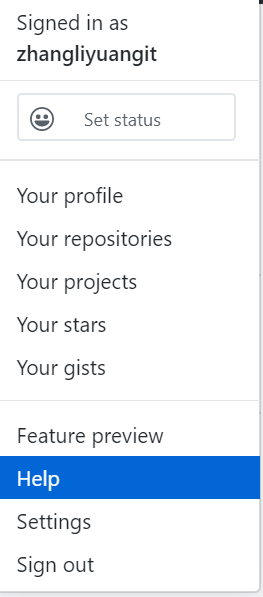 Signed in as
zhangliyuangit
Set status
Your profile
Your repositories
Your projects
Your stars
Your gists
Feature preview
Help
Settings
Sign out